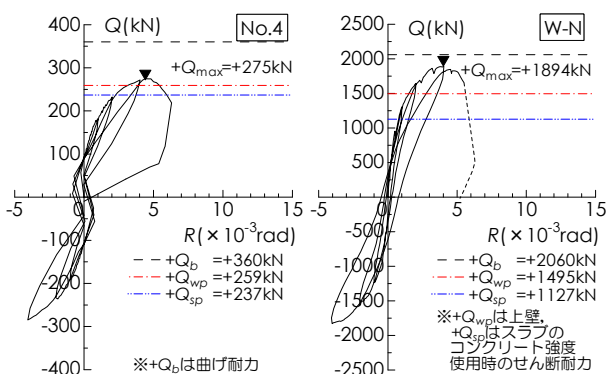 Q(kN)
No.4
400
300
200
100
+Qmax=+275kN
-5
0
5
10
15
R(×10-3rad)
-100
-200
-300
-400
+Qb =+360kN
+Qwp =+259kN
+Qsp =+237kN
※+Qbは曲げ耐力
Q(kN)
W-N
2500
2000
1500
1000
500
+Qmax=+1894kN
-5
0
5
10
15
R(×10-3rad)
-500
-1000
-1500
-2000
-2500
+Qb =+2060kN
+Qwp =+1495kN
+Qsp =+1127kN
※+Qwpは上壁,
+Qspはスラブの
コンクリート強度
使用時のせん断耐力